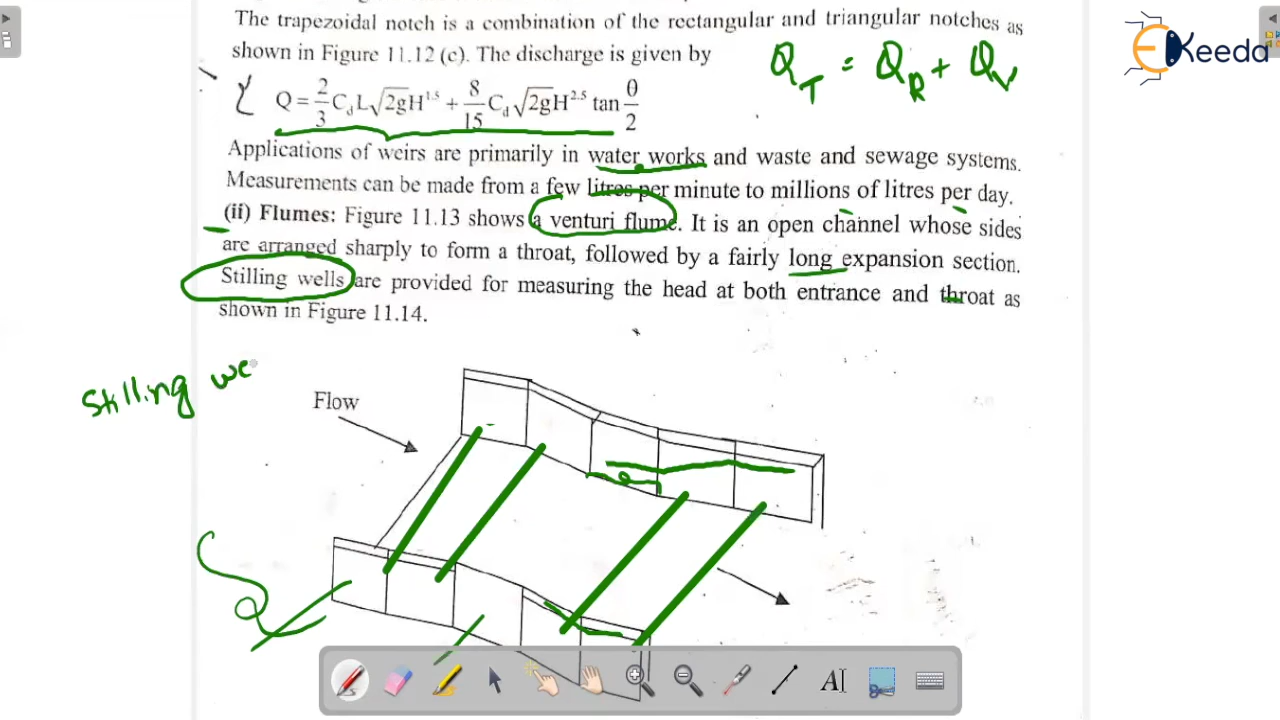 The trapezoidal notch is a combination of the rectangular and triangular notches as
shown in Figure 11.12 (c). The discharge is given by
Q_T = Q_R + Q_V
EKeeda
Q = 2/3 C_d L√2g H^1.5 + 8/15 C_d √2g H^2.5 tan θ/2
Applications of weirs are primarily in water works and waste and sewage systems.
Measurements can be made from a few litres per minute to millions of litres per day.
(ii) Flumes: Figure 11.13 shows a venturi flume. It is an open channel whose sides
are arranged sharply to form a throat, followed by a fairly long expansion section.
Stilling wells are provided for measuring the head at both entrance and throat as
shown in Figure 11.14.
Stilling we
Flow
AI